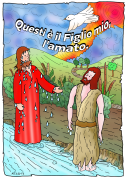 Questi è il Figlio mio,
l'amato.